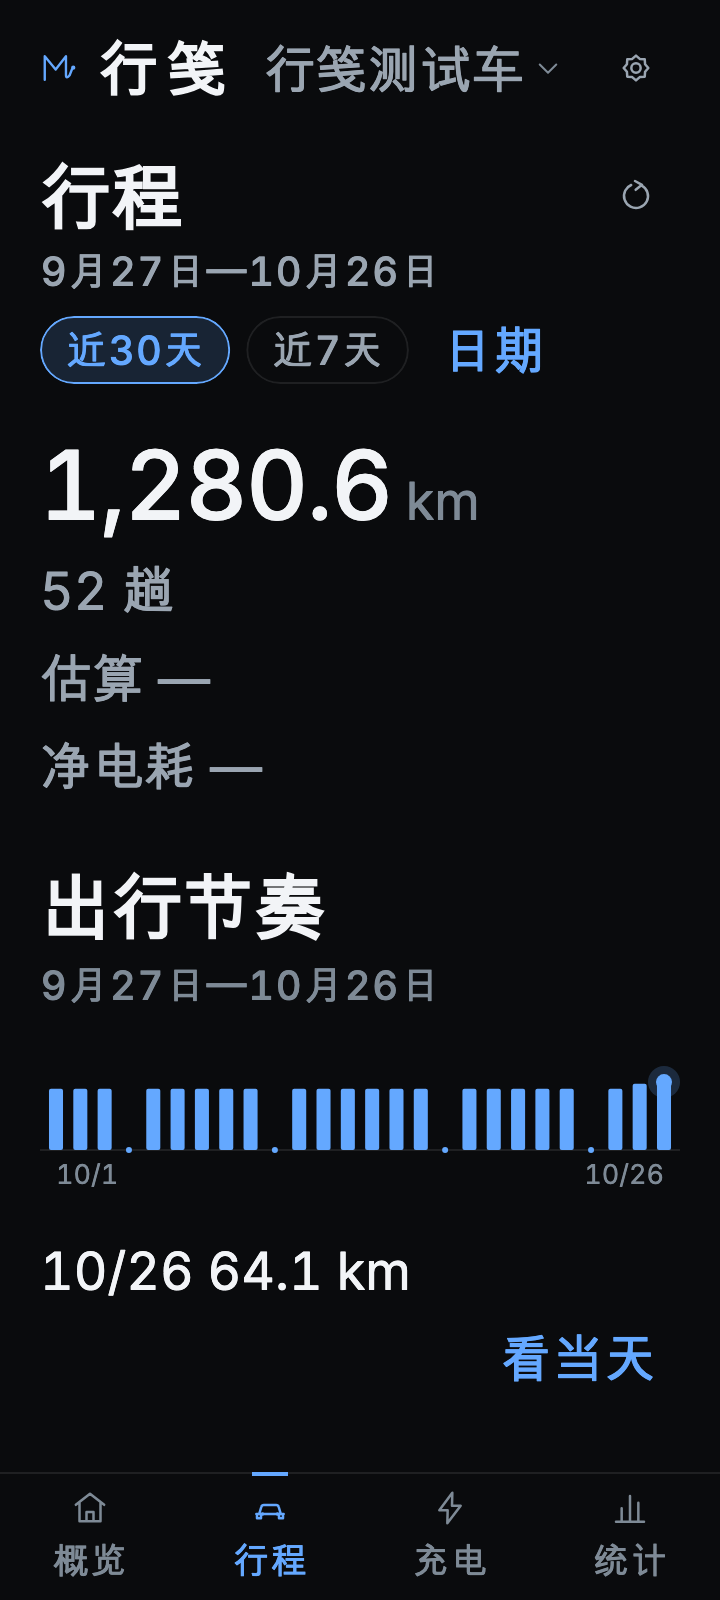 行笺 行笺测试车
行程
9月27日—10月26日
近30天 近7天 日期
1,280.6 km
52 趟
估算 —
净电耗 —
出行节奏
9月27日—10月26日
10/1 10/26
10/26 64.1 km
看当天
概览 行程 充电 统计